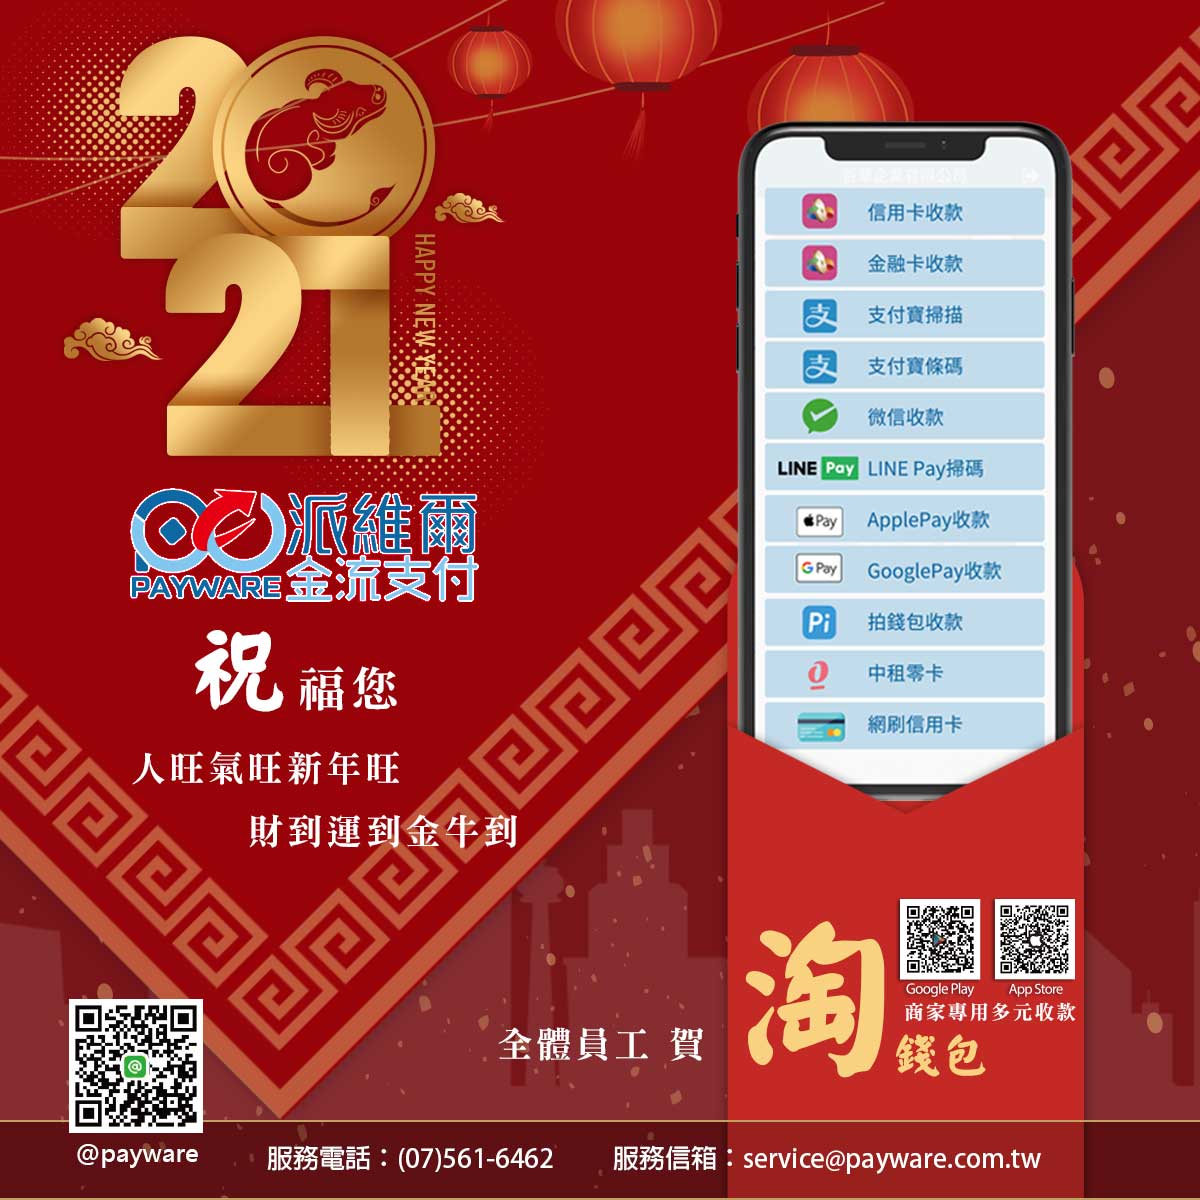 2021
HAPPY NEW YEAR
派維爾
金流支付
PAYWARE
祝福您
人旺氣旺新年旺
財到運到金牛到
全體員工 賀
信用卡收款
金融卡收款
支 支付寶掃描
支 支付寶條碼
微信收款
LINE Pay LINE Pay掃碼
Pay ApplePay收款
G Pay GooglePay收款
Pi 拍錢包收款
中租零卡
網刷信用卡
Google Play App Store
商家專用多元收款
淘錢包
@payware
服務電話：(07)561-6462 服務信箱：service@payware.com.tw